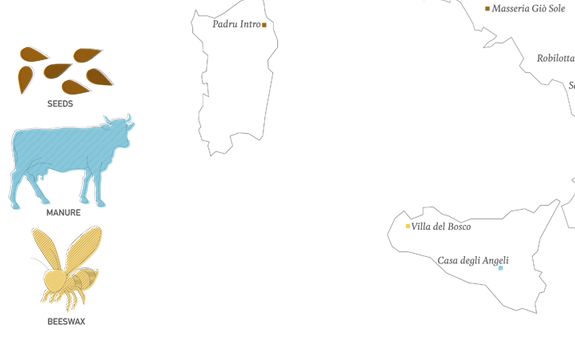 Masseria Giò Sole
Padru Intro
Robilotta
SEEDS
MANURE
Villa del Bosco
Casa degli Angeli
BEESWAX